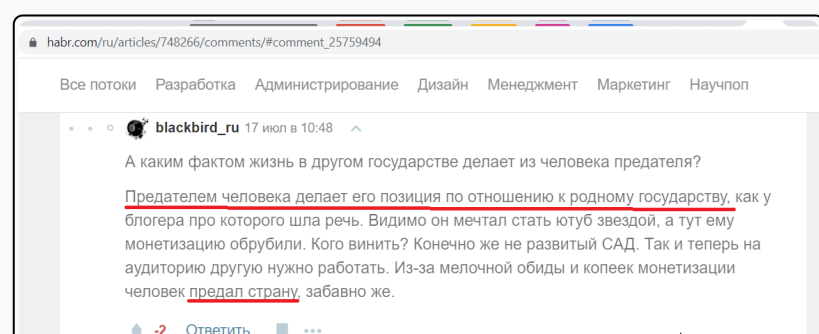 habr.com/ru/articles/748266/comments/#comment_25759494
Все потоки Разработка Администрирование Дизайн Менеджмент Маркетинг Научпоп
blackbird_ru 17 июл в 10:48
А каким фактом жизнь в другом государстве делает из человека предателя?
Предателем человека делает его позиция по отношению к родному государству, как у
блогера про которого шла речь. Видимо он мечтал стать ютуб звездой, а тут ему
монетизацию обрубили. Кого винить? Конечно же не развитый САД. Так и теперь на
аудиторию другую нужно работать. Из-за мелочной обиды и копеек монетизации
человек предал страну, забавно же.
-2 Ответить